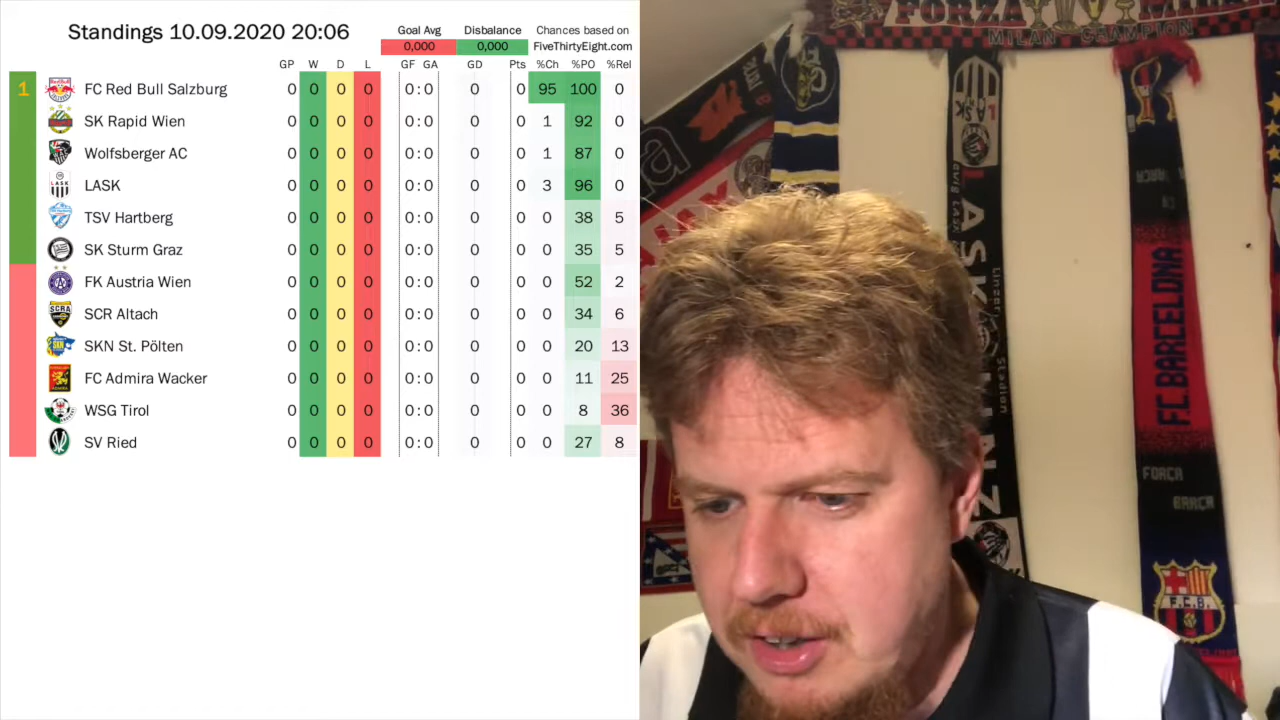 Standings 10.09.2020 20:06
Goal Avg Disbalance Chances based on
0,000 0,000 FiveThirtyEight.com
GP W D L GF GA GD Pts %Ch %PO %Rel
1 FC Red Bull Salzburg 0 0 0 0 0:0 0 0 95 100 0
SK Rapid Wien 0 0 0 0 0:0 0 0 1 92 0
Wolfsberger AC 0 0 0 0 0:0 0 0 1 87 0
LASK 0 0 0 0 0:0 0 0 3 96 0
TSV Hartberg 0 0 0 0 0:0 0 0 0 38 5
SK Sturm Graz 0 0 0 0 0:0 0 0 0 35 5
FK Austria Wien 0 0 0 0 0:0 0 0 0 52 2
SCR Altach 0 0 0 0 0:0 0 0 0 34 6
SKN St. Pölten 0 0 0 0 0:0 0 0 0 20 13
FC Admira Wacker 0 0 0 0 0:0 0 0 0 11 25
WSG Tirol 0 0 0 0 0:0 0 0 0 8 36
SV Ried 0 0 0 0 0:0 0 0 0 27 8
FORZA
MILAN CHAMPION
LASK
LASK
Linzer Stadion
FC.BARCELONA
FORÇA
BARÇA
F.C.B.